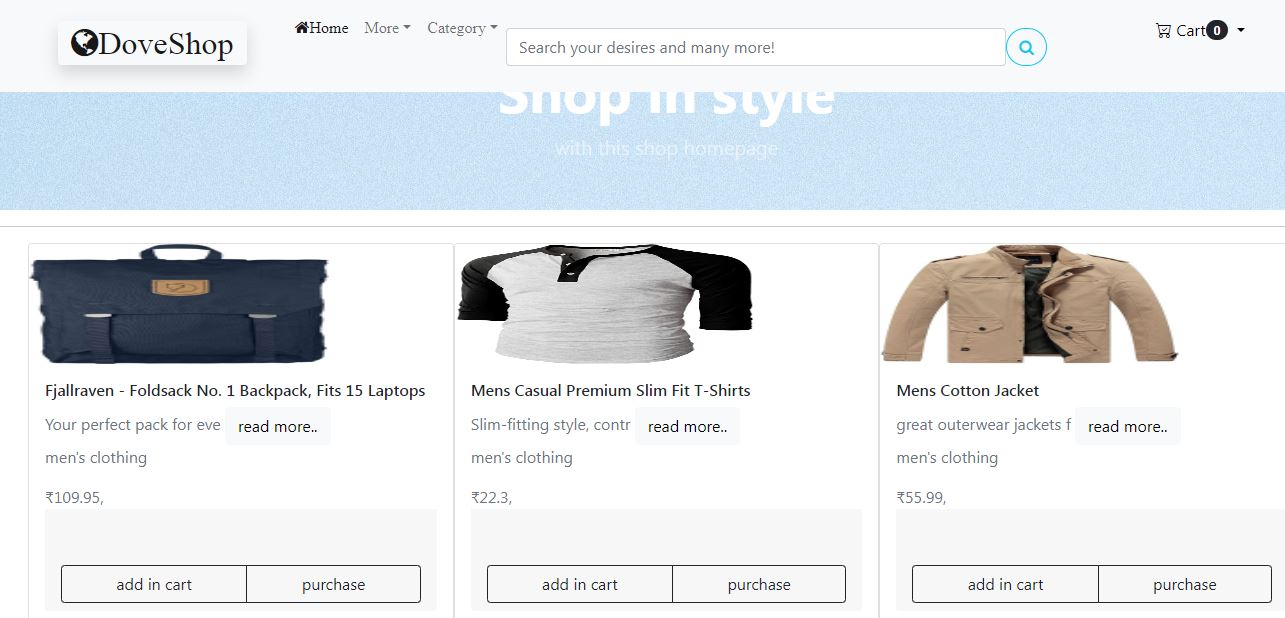 DoveShop Home More Category Search your desires and many more! Cart 0
Shop in style
with this shop homepage
Fjallraven - Foldsack No. 1 Backpack, Fits 15 Laptops
Your perfect pack for eve read more..
men's clothing
₹109.95,
add in cart purchase
Mens Casual Premium Slim Fit T-Shirts
Slim-fitting style, contr read more..
men's clothing
₹22.3,
add in cart purchase
Mens Cotton Jacket
great outerwear jackets f read more..
men's clothing
₹55.99,
add in cart purchase